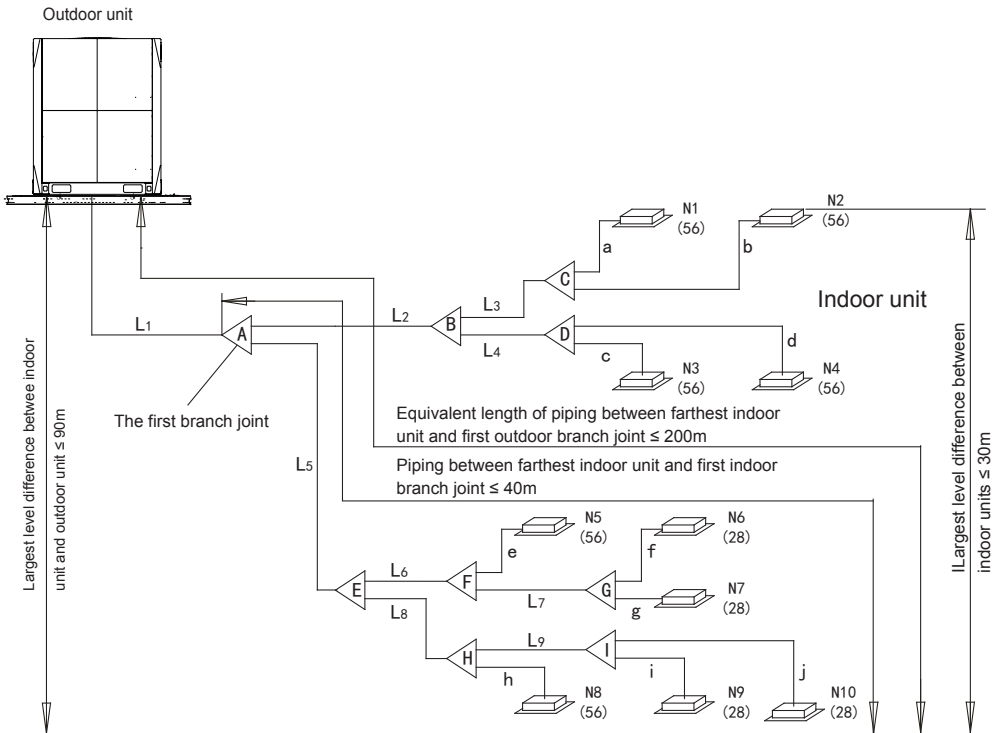 Outdoor unit
N1
(56)
N2
(56)
a
b
C
Indoor unit
L3
L1
A
L2
B
L4
D
d
c
N3
(56)
N4
(56)
The first branch joint
Equivalent length of piping between farthest indoor
unit and first outdoor branch joint ≤ 200m
Piping between farthest indoor unit and first indoor
branch joint ≤ 40m
L5
Largest level difference betwee indoor
unit and outdoor unit ≤ 90m
ILargest level difference between
indoor units ≤ 30m
N5
(56)
N6
(28)
e
f
L6
F
E
L7
G
g
N7
(28)
L8
L9
I
H
h
i
j
N8
(56)
N9
(28)
N10
(28)